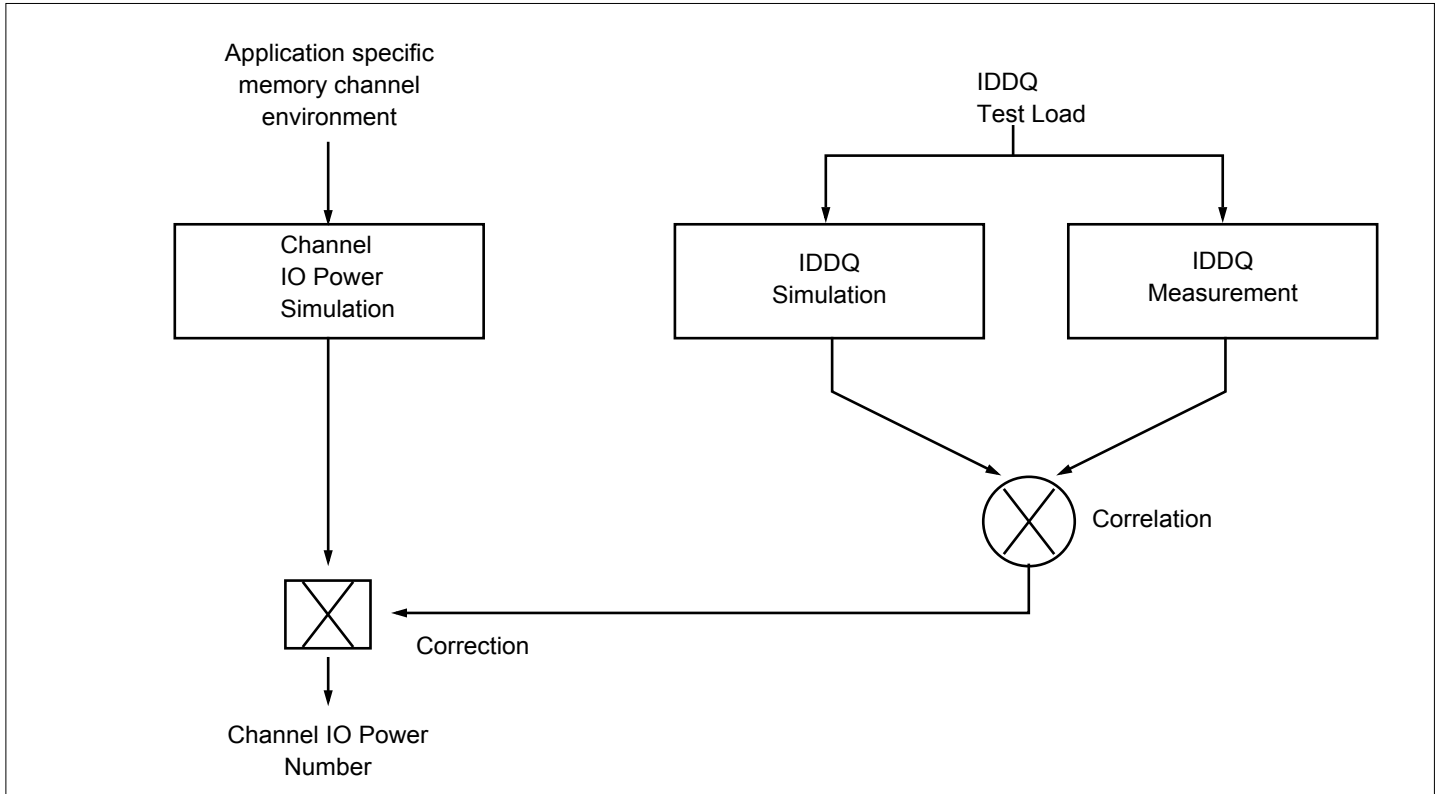 Application specific
memory channel
environment
IDDQ
Test Load
Channel
IO Power
Simulation
IDDQ
Simulation
IDDQ
Measurement
Correlation
Correction
Channel IO Power
Number